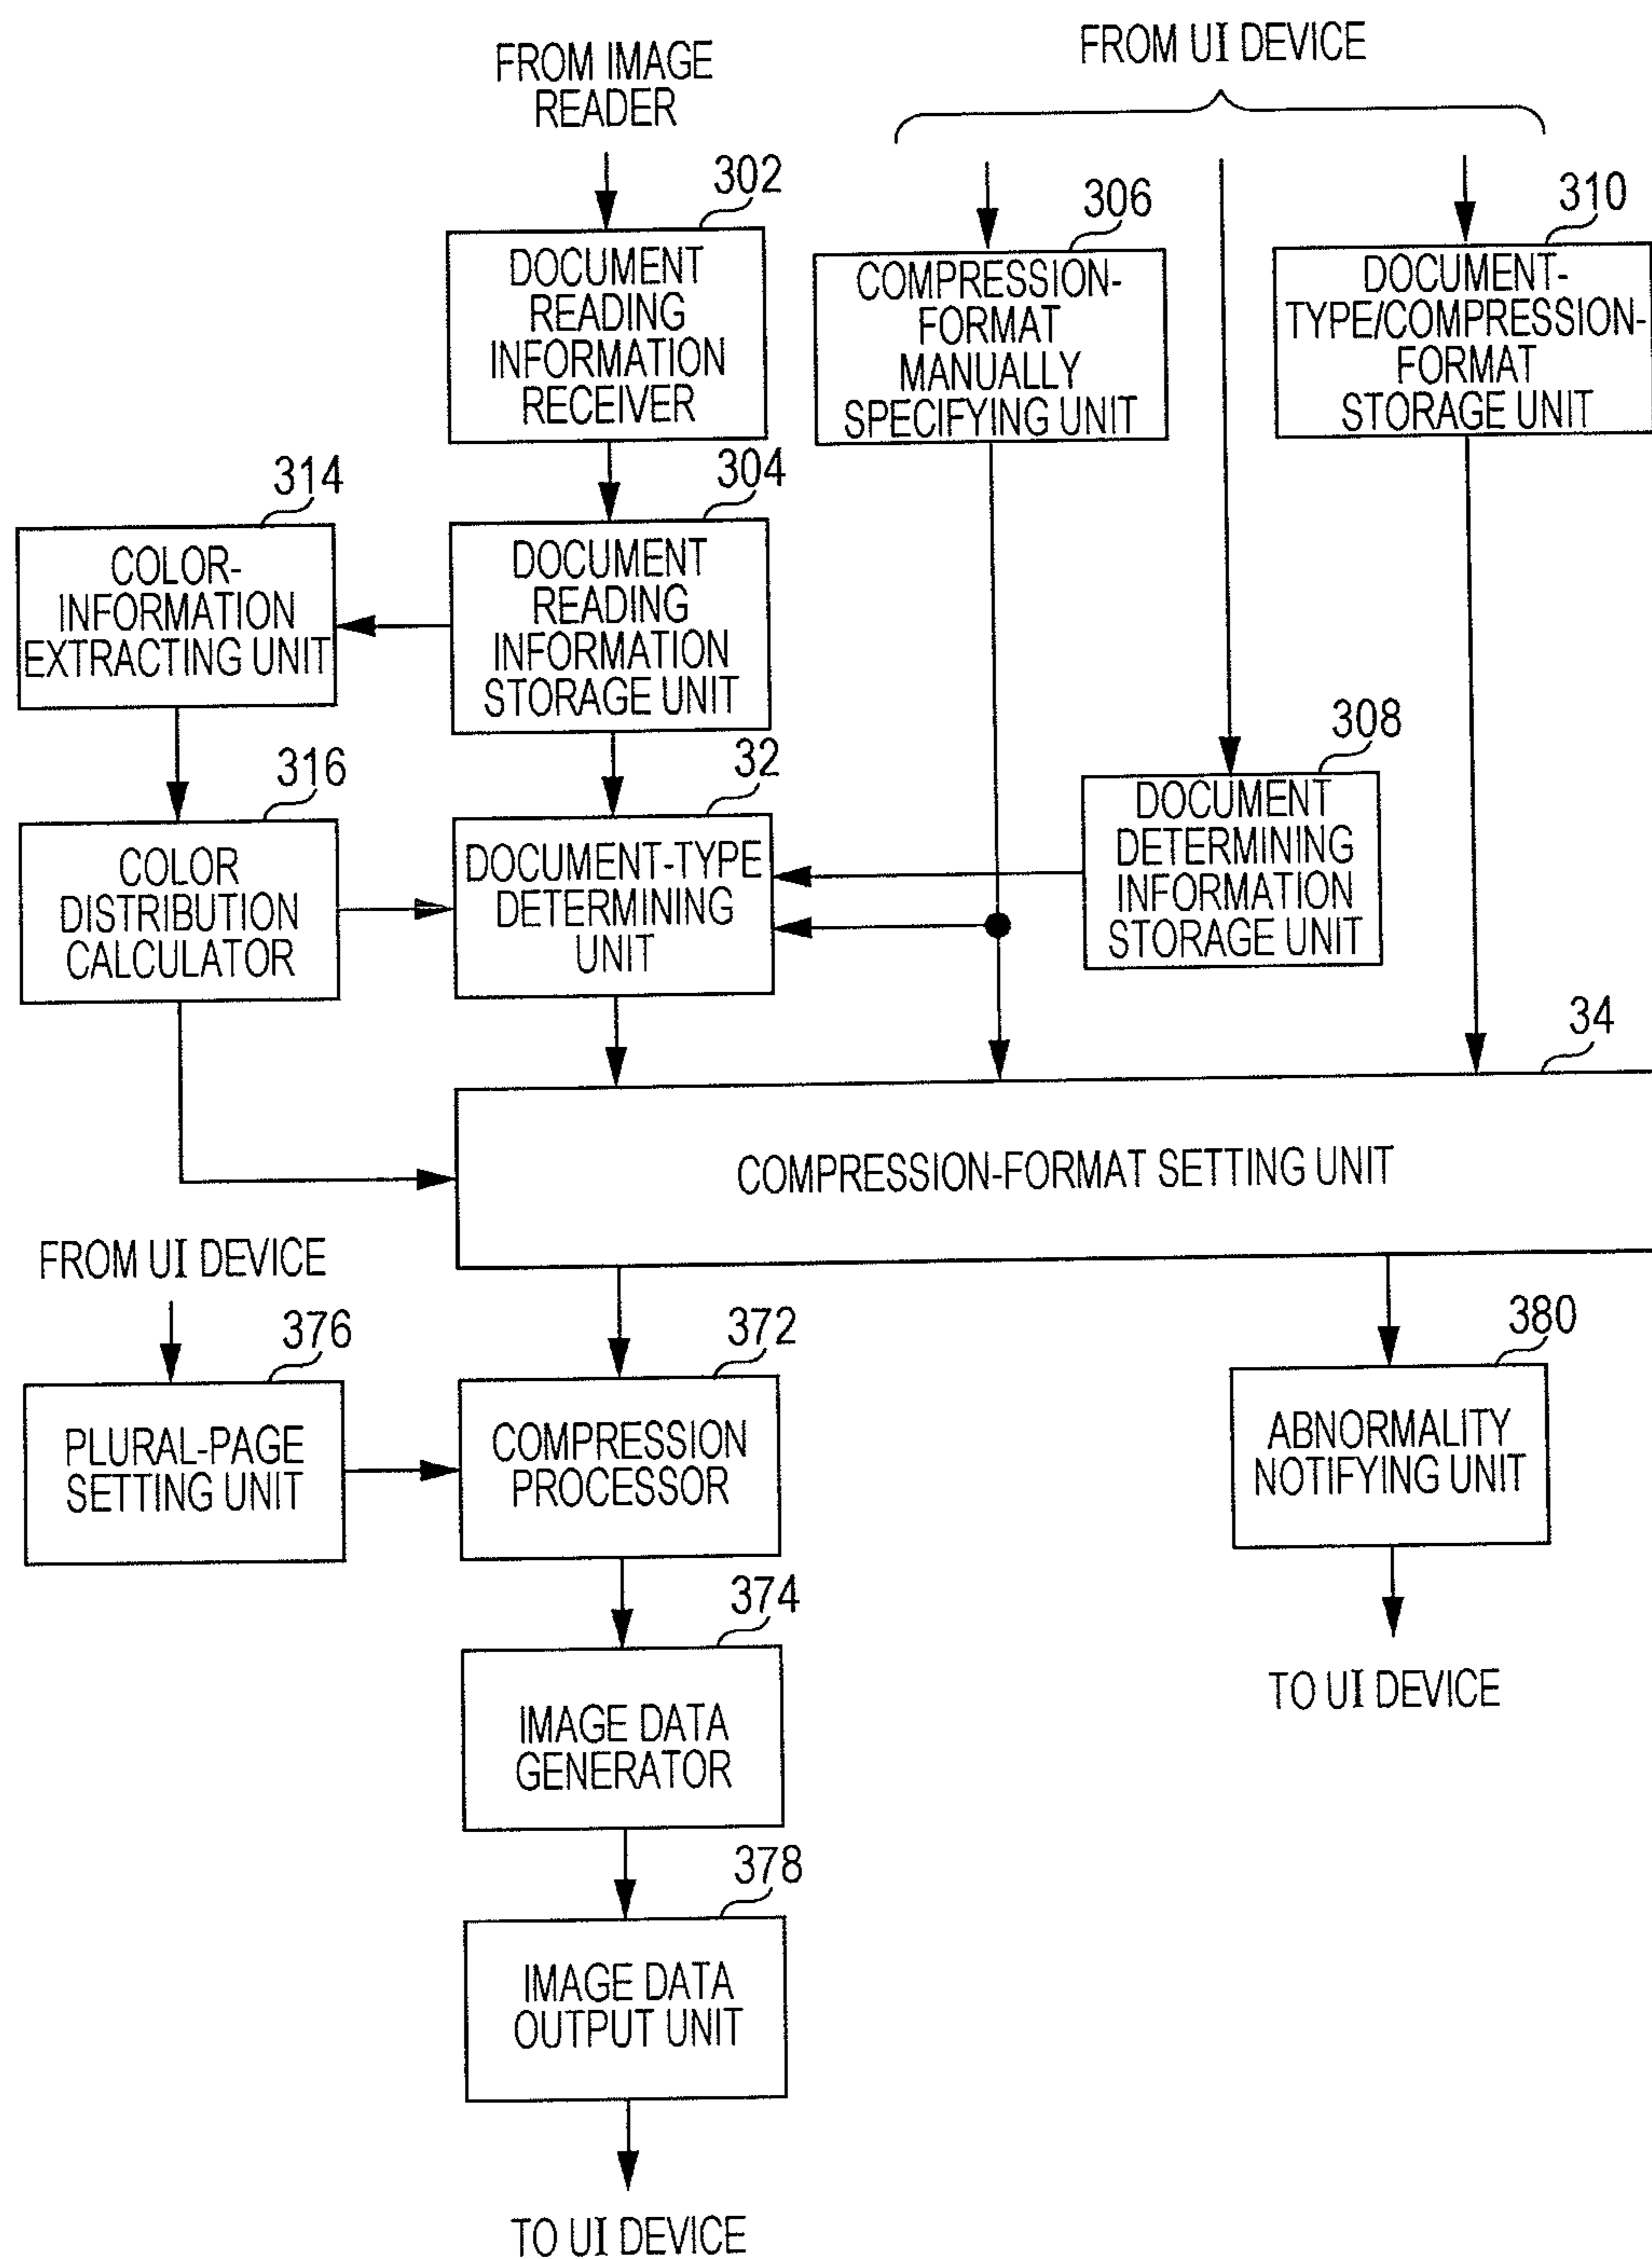 FROM IMAGE
READER
FROM UI DEVICE
302
DOCUMENT
READING
INFORMATION
RECEIVER
306
COMPRESSION-
FORMAT
MANUALLY
SPECIFYING UNIT
310
DOCUMENT-
TYPE/COMPRESSION-
FORMAT
STORAGE UNIT
314
COLOR-
INFORMATION
EXTRACTING UNIT
304
DOCUMENT
READING
INFORMATION
STORAGE UNIT
316
COLOR
DISTRIBUTION
CALCULATOR
32
DOCUMENT-TYPE
DETERMINING
UNIT
308
DOCUMENT
DETERMINING
INFORMATION
STORAGE UNIT
34
COMPRESSION-FORMAT SETTING UNIT
FROM UI DEVICE
376
PLURAL-PAGE
SETTING UNIT
372
COMPRESSION
PROCESSOR
380
ABNORMALITY
NOTIFYING UNIT
TO UI DEVICE
374
IMAGE DATA
GENERATOR
378
IMAGE DATA
OUTPUT UNIT
TO UI DEVICE